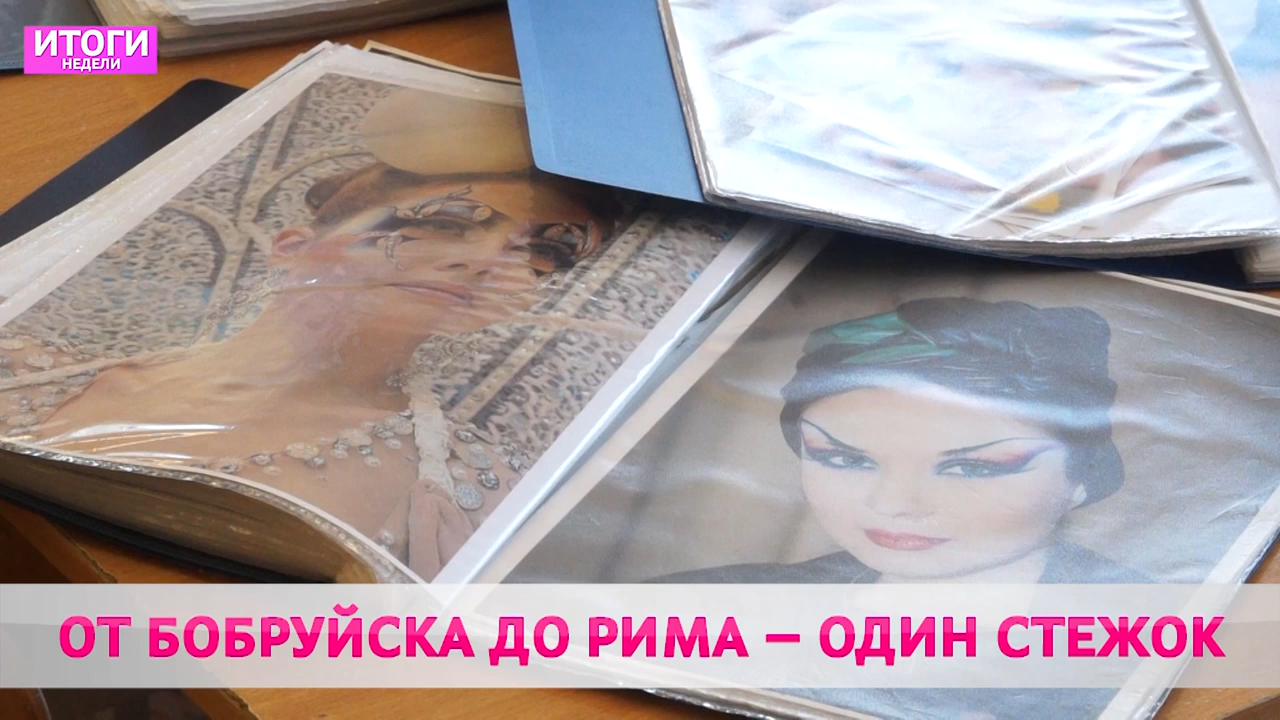 ИТОГИ
НЕДЕЛИ
ОТ БОБРУЙСКА ДО РИМА – ОДИН СТЕЖОК